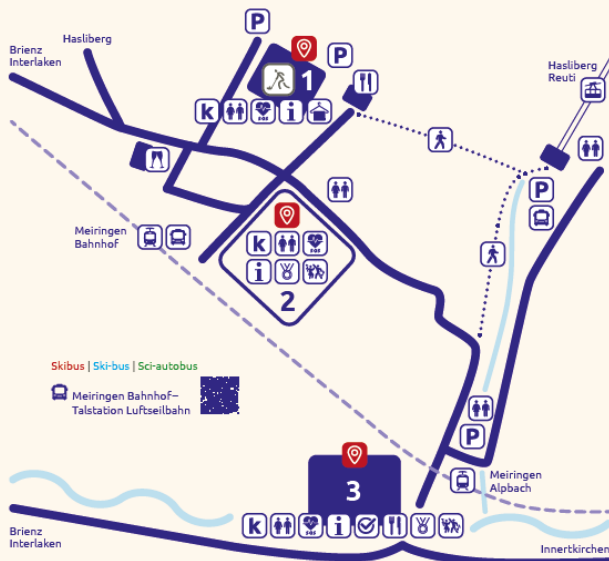 P
Hasliberg
Brienz
Interlaken
P
1
Hasliberg
Reuti
k
i
P
Meiringen
Bahnhof
k
i
2
Skibus | Ski-bus | Sci-autobus
Meiringen Bahnhof–
Talstation Luftseilbahn
P
3
Meiringen
Alpbach
k
i
Brienz
Interlaken
Innertkirchen